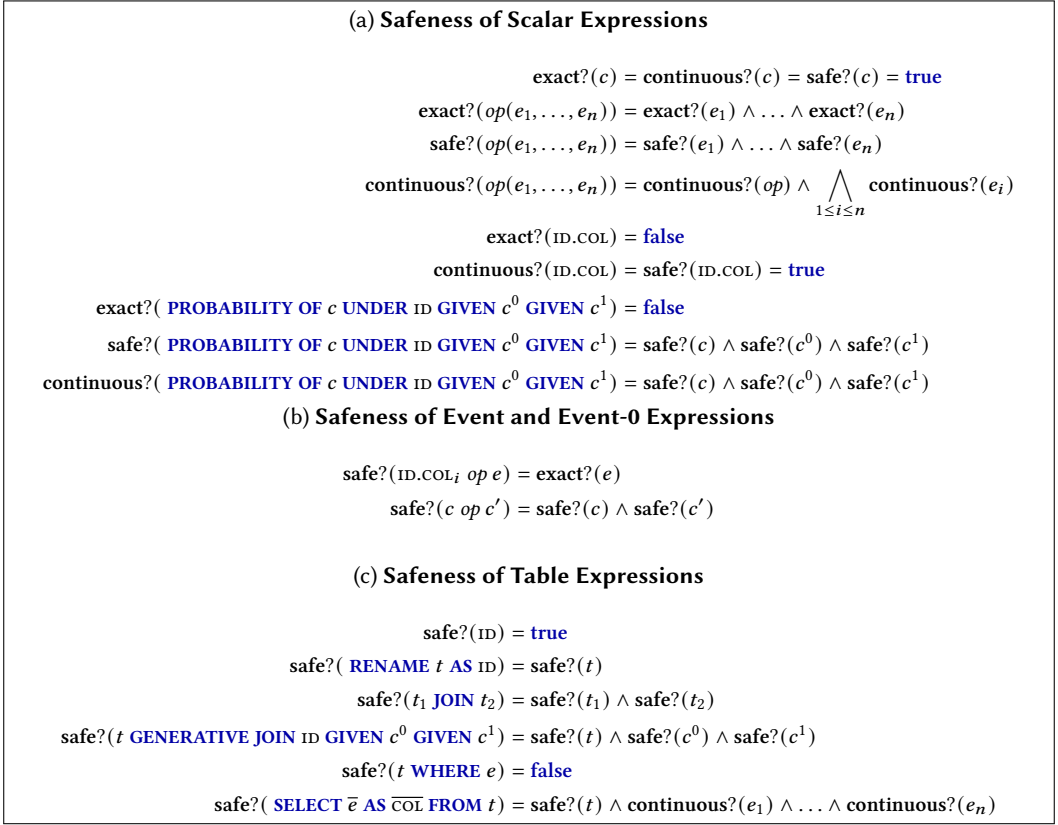 (a) Safeness of Scalar Expressions
exact?(c) = continuous?(c) = safe?(c) = true
exact?(op(e₁, . . . , eₙ)) = exact?(e₁) ∧ . . . ∧ exact?(eₙ)
safe?(op(e₁, . . . , eₙ)) = safe?(e₁) ∧ . . . ∧ safe?(eₙ)
continuous?(op(e₁, . . . , eₙ)) = continuous?(op) ∧ ⋀ continuous?(eᵢ)
1≤i≤n
exact?(ID.COL) = false
continuous?(ID.COL) = safe?(ID.COL) = true
exact?( PROBABILITY OF c UNDER ID GIVEN c⁰ GIVEN c¹) = false
safe?( PROBABILITY OF c UNDER ID GIVEN c⁰ GIVEN c¹) = safe?(c) ∧ safe?(c⁰) ∧ safe?(c¹)
continuous?( PROBABILITY OF c UNDER ID GIVEN c⁰ GIVEN c¹) = safe?(c) ∧ safe?(c⁰) ∧ safe?(c¹)
(b) Safeness of Event and Event-0 Expressions
safe?(ID.COLᵢ op e) = exact?(e)
safe?(c op c′) = safe?(c) ∧ safe?(c′)
(c) Safeness of Table Expressions
safe?(ID) = true
safe?( RENAME t AS ID) = safe?(t)
safe?(t₁ JOIN t₂) = safe?(t₁) ∧ safe?(t₂)
safe?(t GENERATIVE JOIN ID GIVEN c⁰ GIVEN c¹) = safe?(t) ∧ safe?(c⁰) ∧ safe?(c¹)
safe?(t WHERE e) = false
safe?( SELECT e̅ AS C̅O̅L̅ FROM t) = safe?(t) ∧ continuous?(e₁) ∧ . . . ∧ continuous?(eₙ)